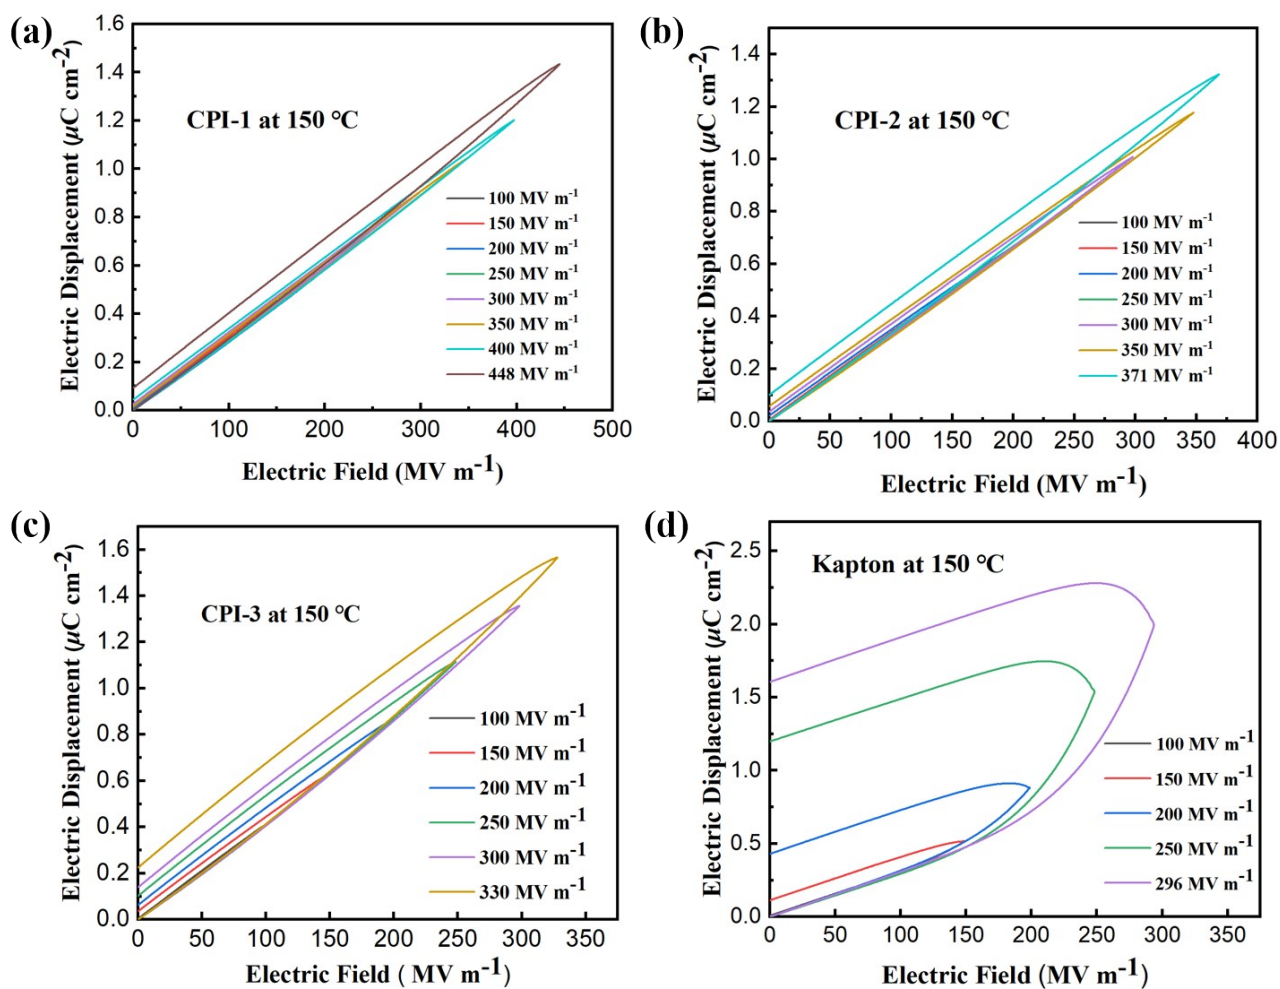 (a)
Electric Displacement (μC cm⁻²)
1.6
1.4
1.2
1.0
0.8
0.6
0.4
0.2
0.0
CPI-1 at 150 °C
100 MV m⁻¹
150 MV m⁻¹
200 MV m⁻¹
250 MV m⁻¹
300 MV m⁻¹
350 MV m⁻¹
400 MV m⁻¹
448 MV m⁻¹
0 100 200 300 400 500
Electric Field (MV m⁻¹)
(b)
Electric Displacement (μC cm⁻²)
1.4
1.2
1.0
0.8
0.6
0.4
0.2
0.0
CPI-2 at 150 °C
100 MV m⁻¹
150 MV m⁻¹
200 MV m⁻¹
250 MV m⁻¹
300 MV m⁻¹
350 MV m⁻¹
371 MV m⁻¹
0 50 100 150 200 250 300 350 400
Electric Field (MV m⁻¹)
(c)
Electric Displacement (μC cm⁻²)
1.6
1.4
1.2
1.0
0.8
0.6
0.4
0.2
0.0
CPI-3 at 150 °C
100 MV m⁻¹
150 MV m⁻¹
200 MV m⁻¹
250 MV m⁻¹
300 MV m⁻¹
330 MV m⁻¹
0 50 100 150 200 250 300 350
Electric Field ( MV m⁻¹)
(d)
Electric Displacement (μC cm⁻²)
2.5
2.0
1.5
1.0
0.5
0.0
Kapton at 150 °C
100 MV m⁻¹
150 MV m⁻¹
200 MV m⁻¹
250 MV m⁻¹
296 MV m⁻¹
0 50 100 150 200 250 300 350
Electric Field (MV m⁻¹)